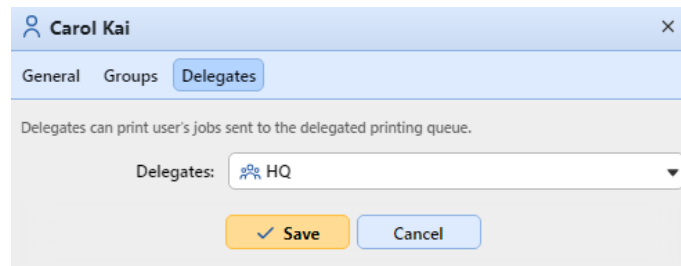 Carol Kai
General Groups Delegates
Delegates can print user's jobs sent to the delegated printing queue.
Delegates: HQ
Save Cancel